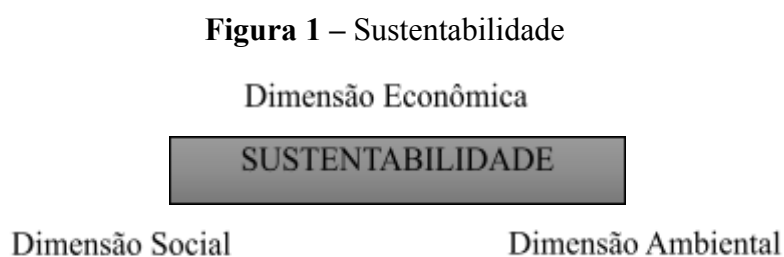 Figura 1 – Sustentabilidade
Dimensão Econômica
SUSTENTABILIDADE
Dimensão Social
Dimensão Ambiental